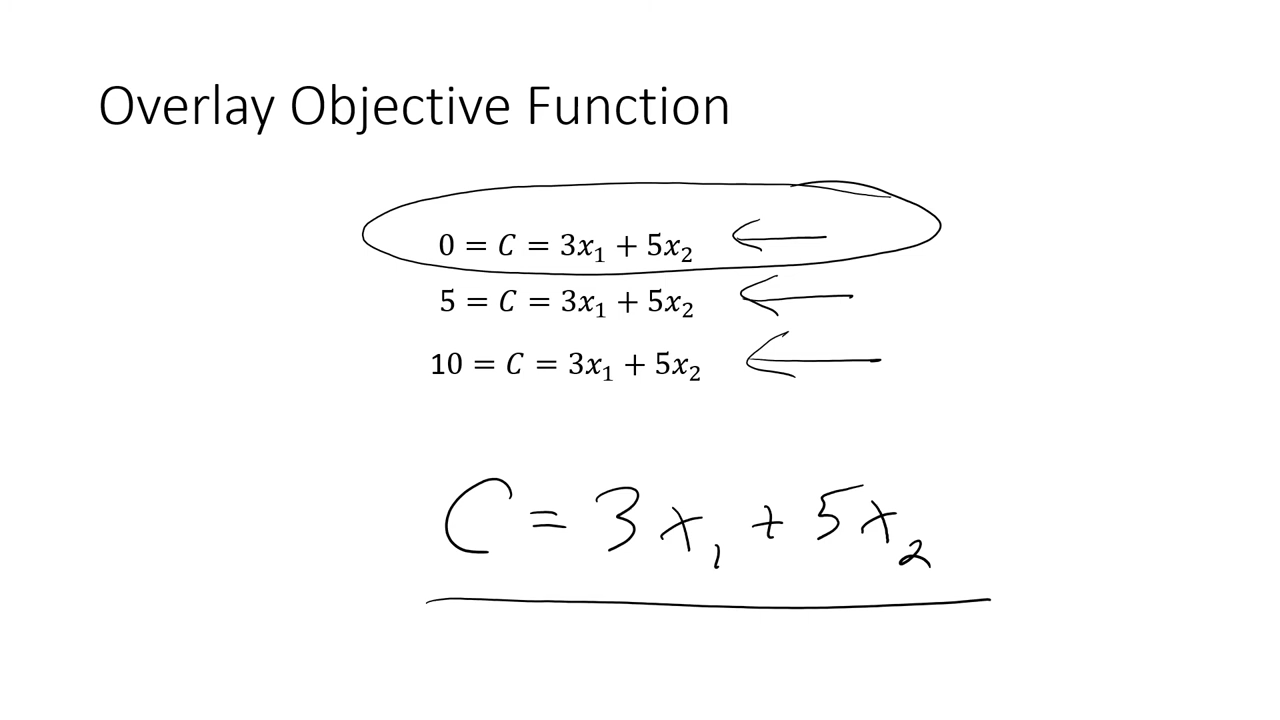 Overlay Objective Function
0 = C = 3x₁ + 5x₂
5 = C = 3x₁ + 5x₂
10 = C = 3x₁ + 5x₂
C = 3x₁ + 5x₂